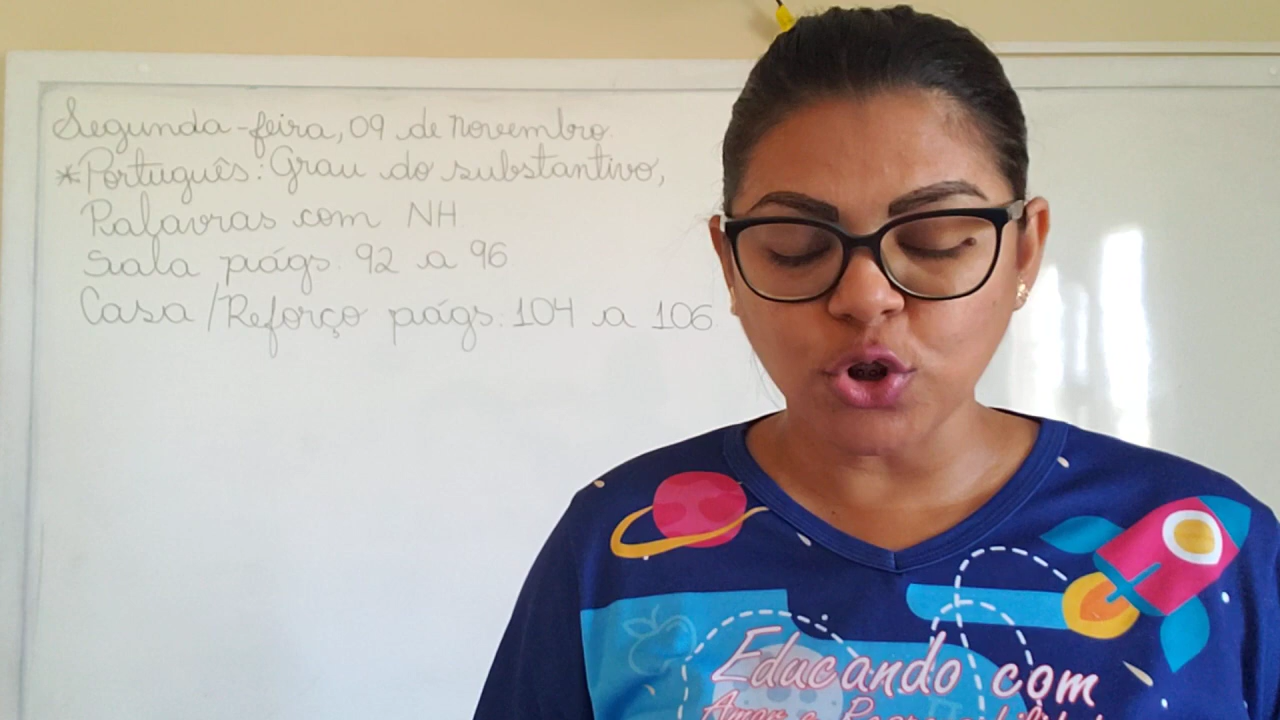 Segunda-feira, 09 de novembro.
*Português: Grau do substantivo,
Palavras com NH
Sala págs. 92 a 96
Casa/Reforço págs. 104 a 106.
Educando com
Amor e